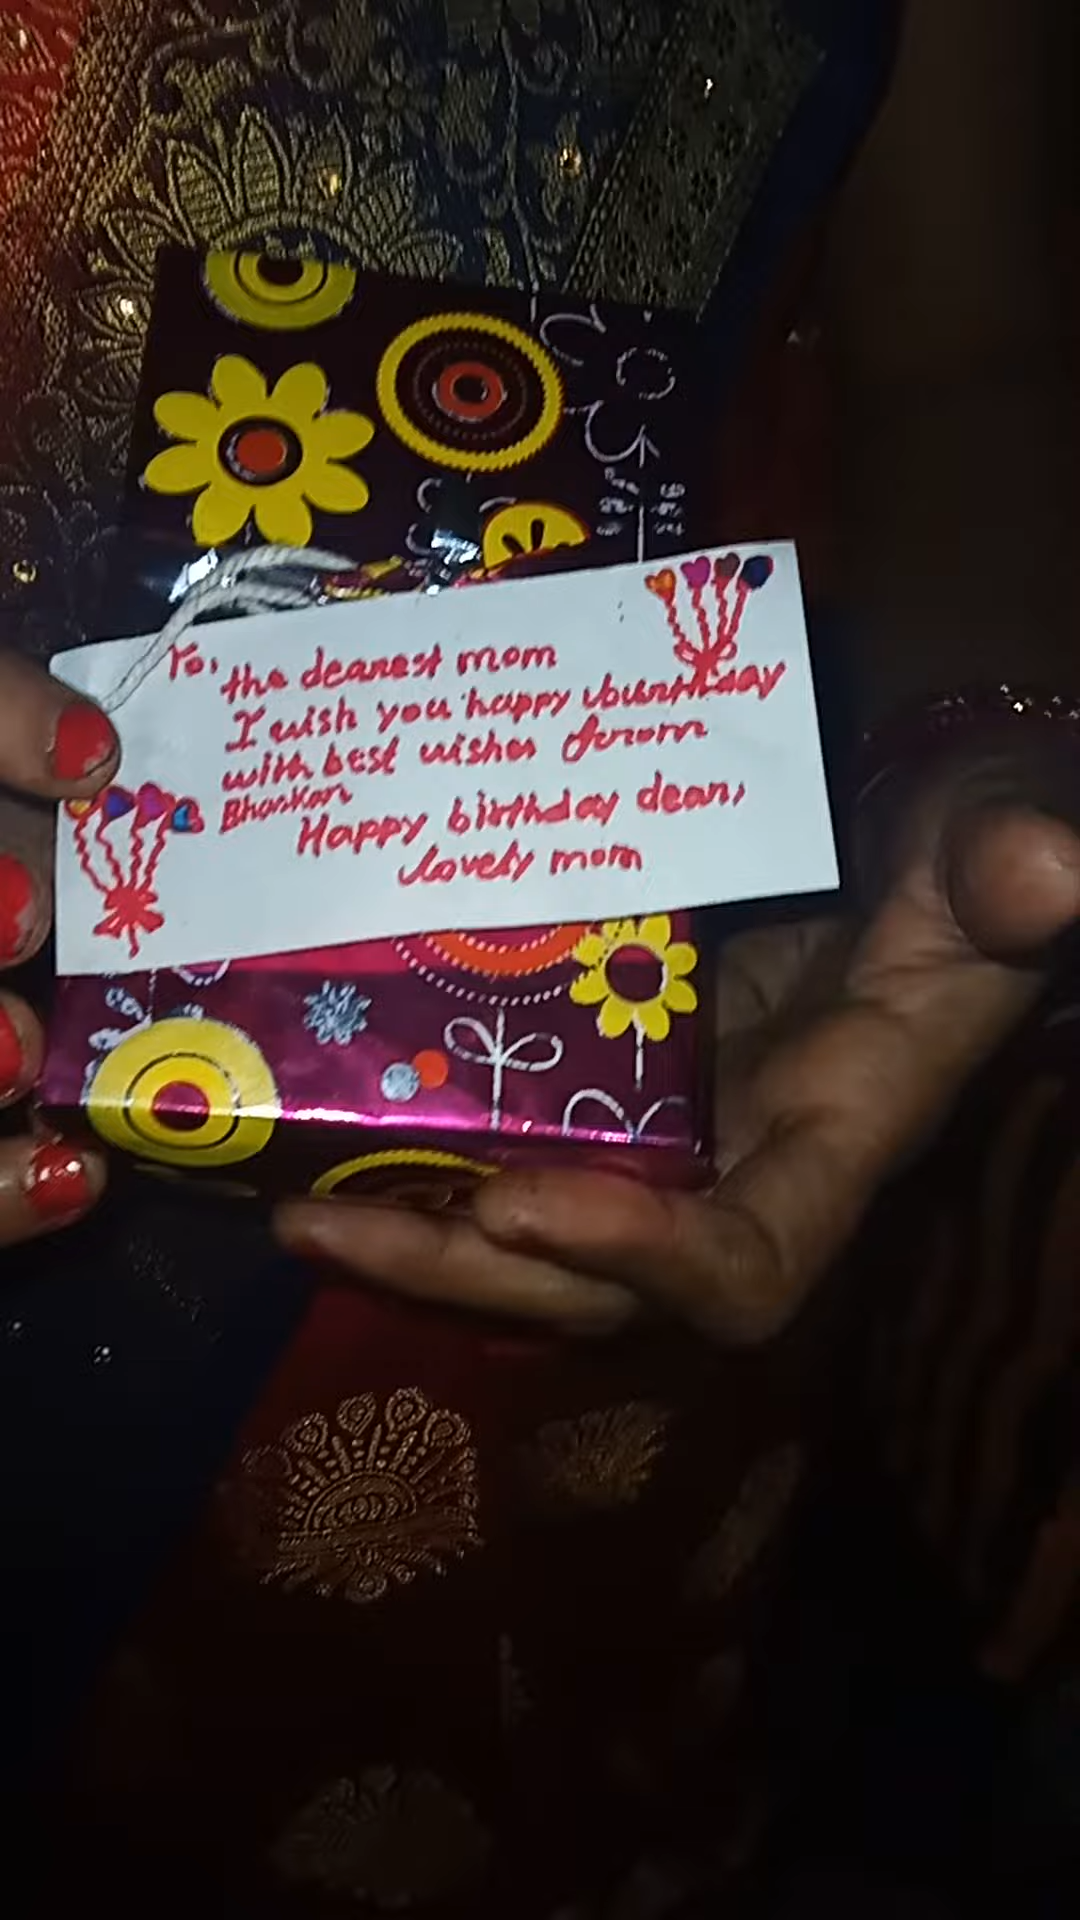 To,
the dearest mom
I wish you happy birthday
with best wishes from
Bhaskar
Happy birthday dear,
lovely mom